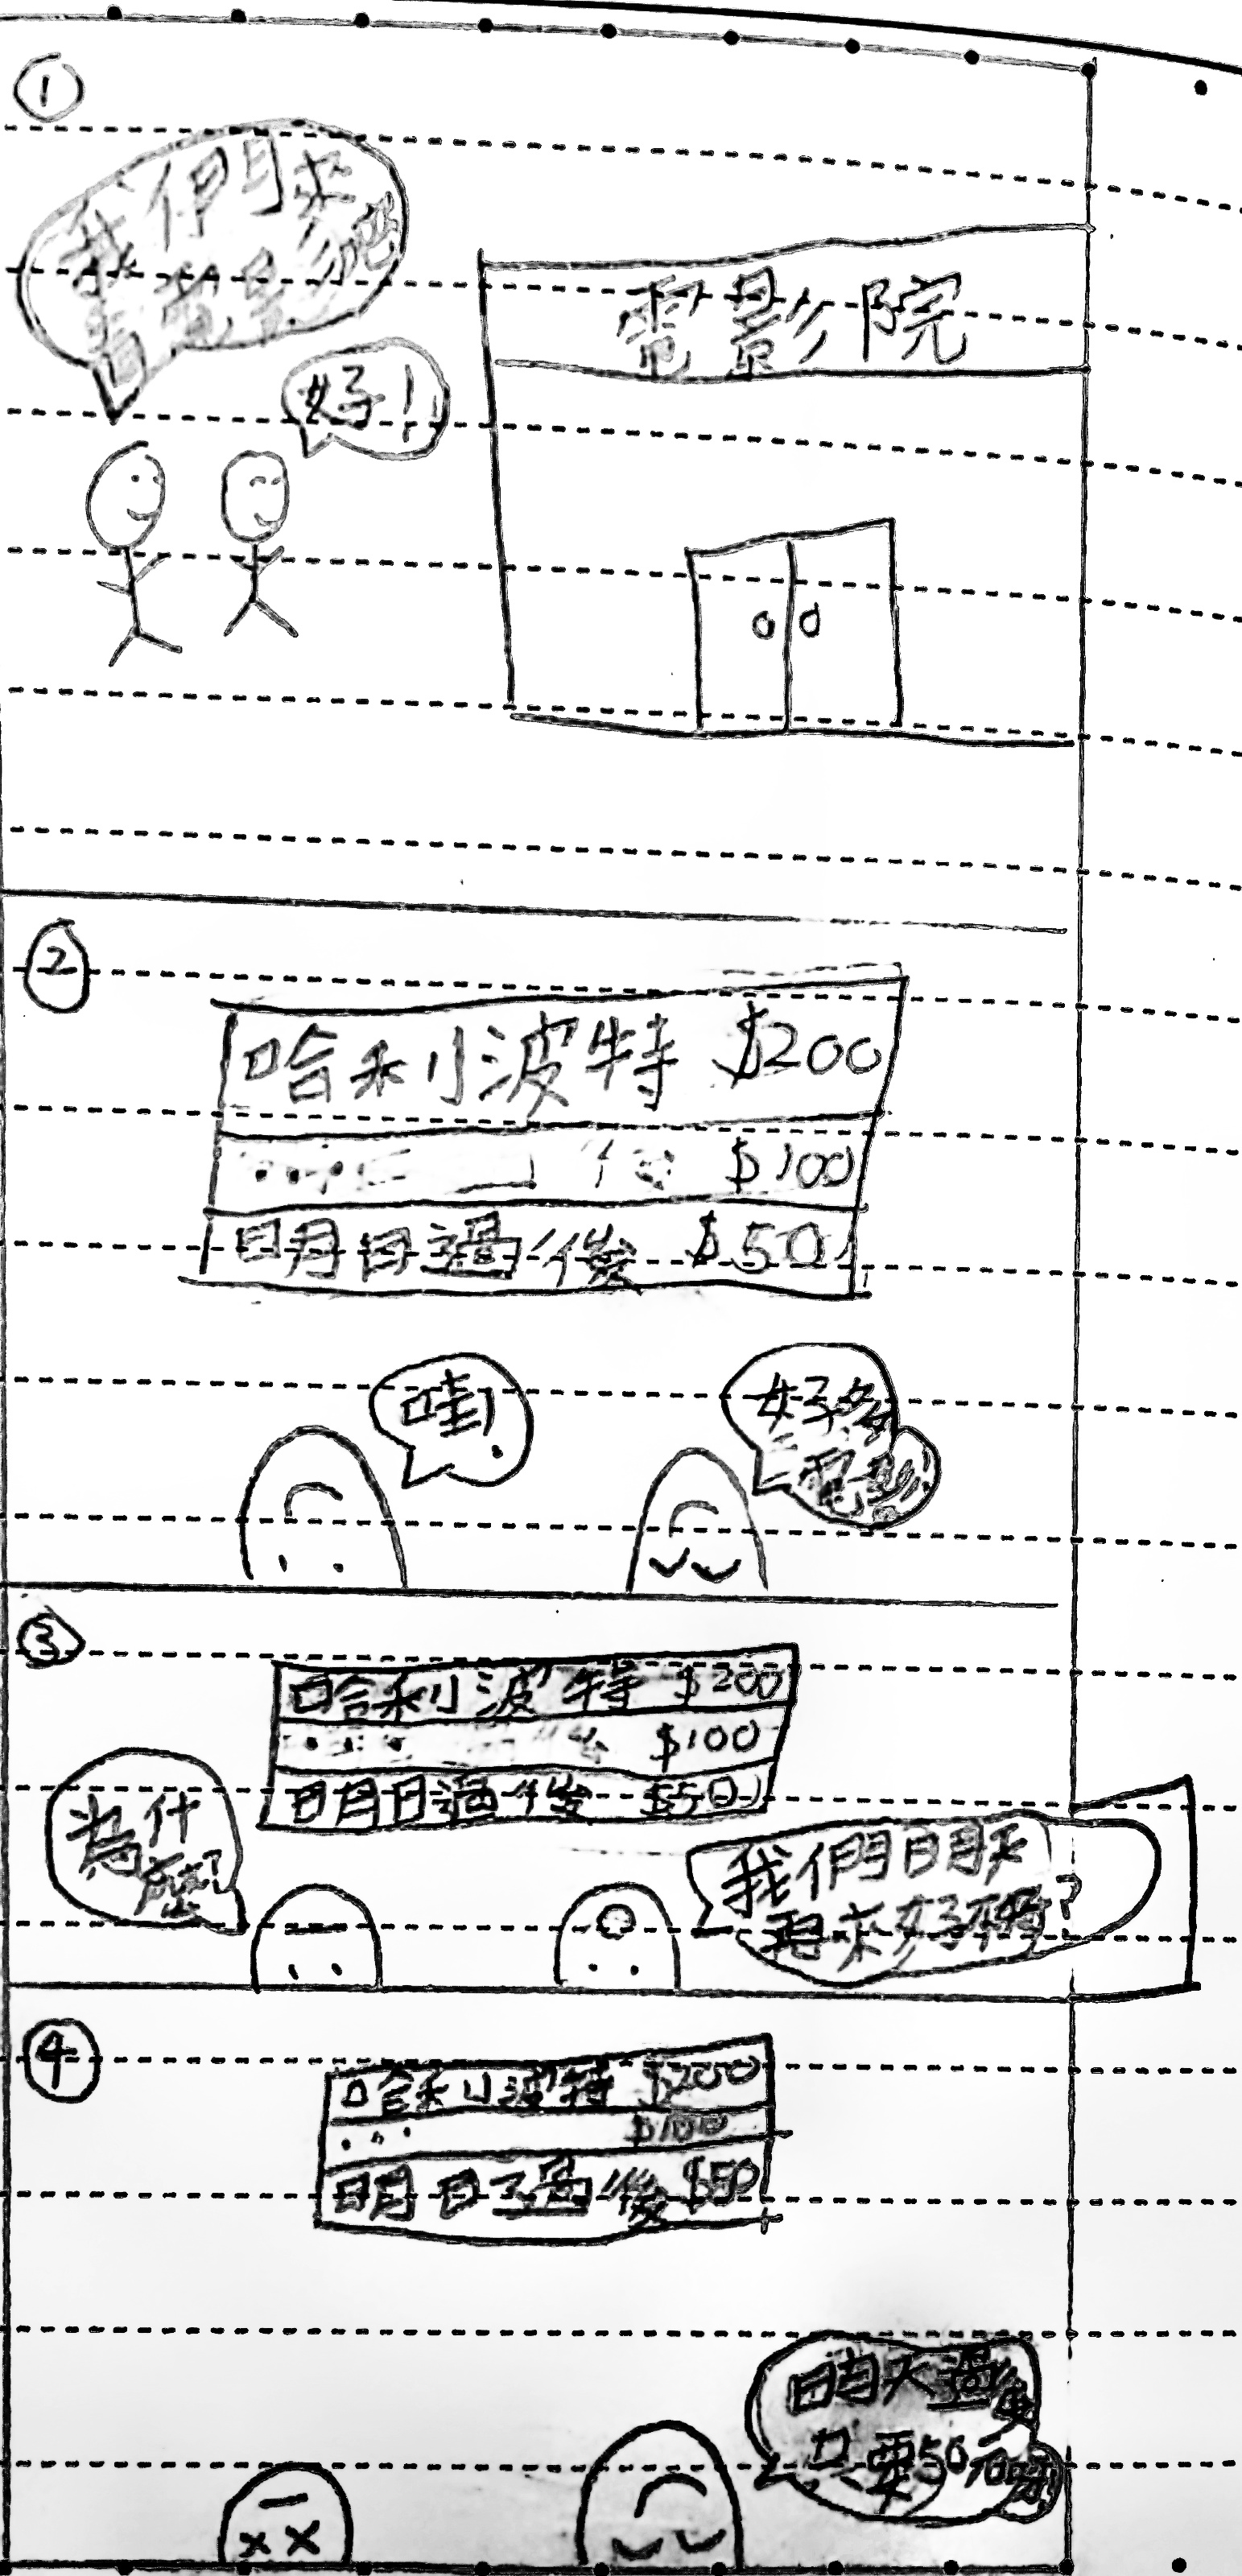 ①
我們來
看電影吧
好！
電影院
②
哈利波特 $200
... $100
明日過後 $50
哇！
好多
電影
③
哈利波特 $200
... $100
明日過後 $50
為什
麼？
我們明天
再來好不好？
④
哈利波特 $200
... $100
明日過後 $50
明天過後
只要50元